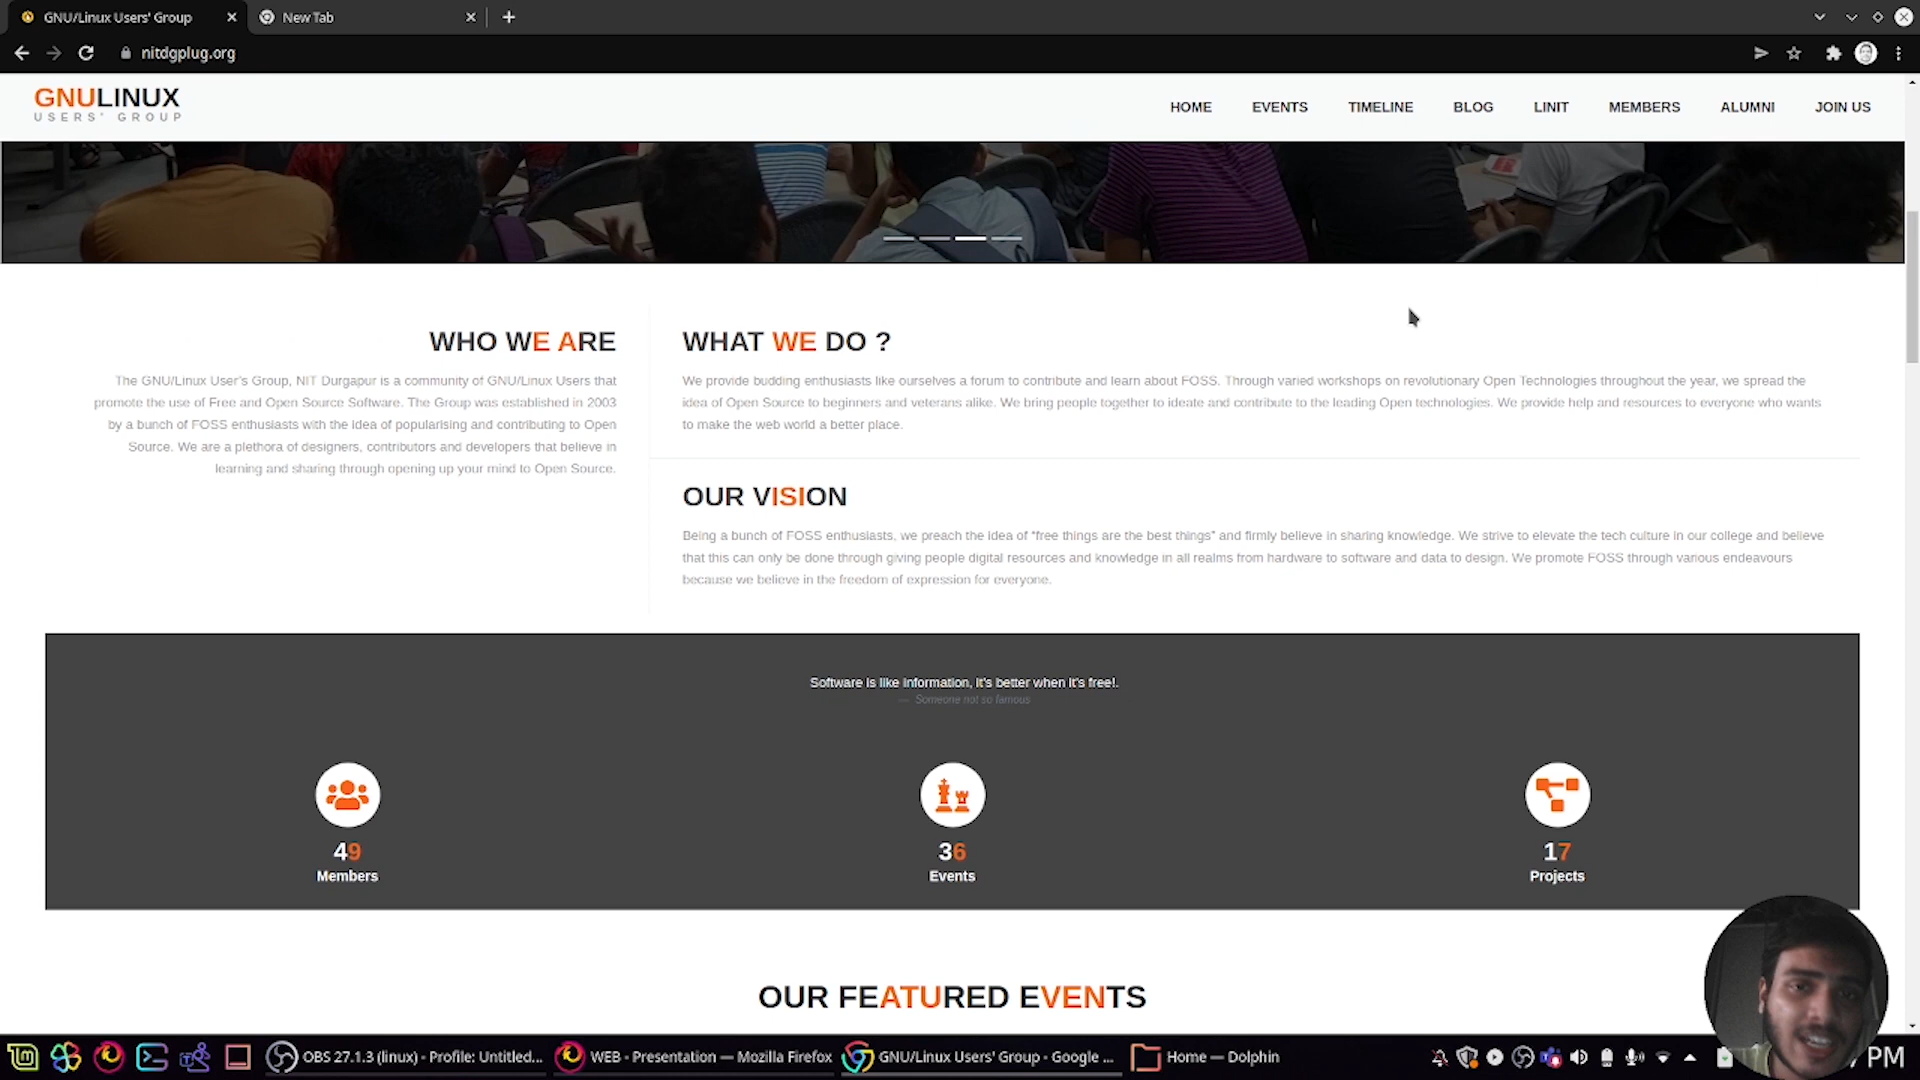 GNU/Linux Users' Group
New Tab
nitdgplug.org
GNULINUX
USERS' GROUP
HOME EVENTS TIMELINE BLOG LINIT MEMBERS ALUMNI JOIN US
WHO WE ARE
The GNU/Linux User's Group, NIT Durgapur is a community of GNU/Linux Users that
promote the use of Free and Open Source Software. The Group was established in 2003
by a bunch of FOSS enthusiasts with the idea of popularising and contributing to Open
Source. We are a plethora of designers, contributors and developers that believe in
learning and sharing through opening up your mind to Open Source.
WHAT WE DO ?
We provide budding enthusiasts like ourselves a forum to contribute and learn about FOSS. Through varied workshops on revolutionary Open Technologies throughout the year, we spread the
idea of Open Source to beginners and veterans alike. We bring people together to ideate and contribute to the leading Open technologies. We provide help and resources to everyone who wants
to make the web world a better place.
OUR VISION
Being a bunch of FOSS enthusiasts, we preach the idea of "free things are the best things" and firmly believe in sharing knowledge. We strive to elevate the tech culture in our college and believe
that this can only be done through giving people digital resources and knowledge in all realms from hardware to software and data to design. We promote FOSS through various endeavours
because we believe in the freedom of expression for everyone.
Software is like information, it's better when it's free!.
— Someone not so famous
49 36 17
Members Events Projects
OUR FEATURED EVENTS
OBS 27.1.3 (linux) - Profile: Untitled... WEB - Presentation — Mozilla Firefox GNU/Linux Users' Group - Google ... Home — Dolphin PM